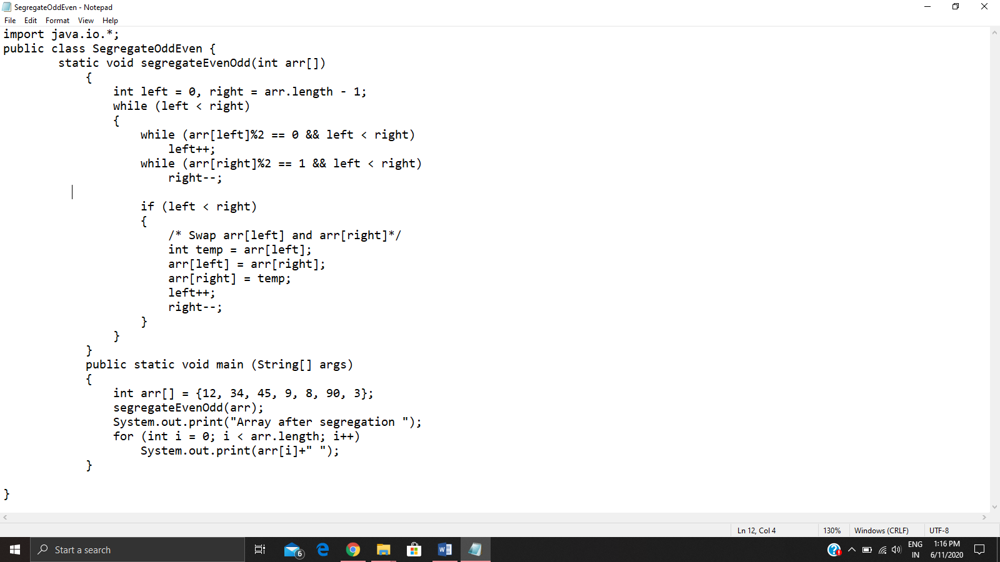 SegregateOddEven - Notepad
File Edit Format View Help
import java.io.*;
public class SegregateOddEven {
static void segregateEvenOdd(int arr[])
{
int left = 0, right = arr.length - 1;
while (left < right)
{
while (arr[left]%2 == 0 && left < right)
left++;
while (arr[right]%2 == 1 && left < right)
right--;
if (left < right)
{
/* Swap arr[left] and arr[right]*/
int temp = arr[left];
arr[left] = arr[right];
arr[right] = temp;
left++;
right--;
}
}
}
public static void main (String[] args)
{
int arr[] = {12, 34, 45, 9, 8, 90, 3};
segregateEvenOdd(arr);
System.out.print("Array after segregation ");
for (int i = 0; i < arr.length; i++)
System.out.print(arr[i]+" ");
}
}
Ln 12, Col 4 130% Windows (CRLF) UTF-8
Start a search
6
W
ENG
IN
1:16 PM
6/11/2020